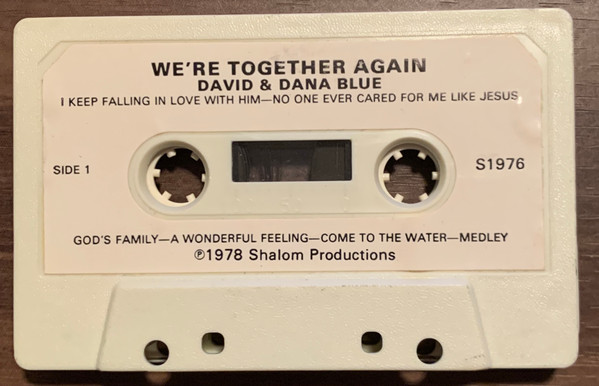 WE'RE TOGETHER AGAIN
DAVID & DANA BLUE
I KEEP FALLING IN LOVE WITH HIM—NO ONE EVER CARED FOR ME LIKE JESUS
SIDE 1
S1976
GOD'S FAMILY—A WONDERFUL FEELING—COME TO THE WATER—MEDLEY
℗1978 Shalom Productions